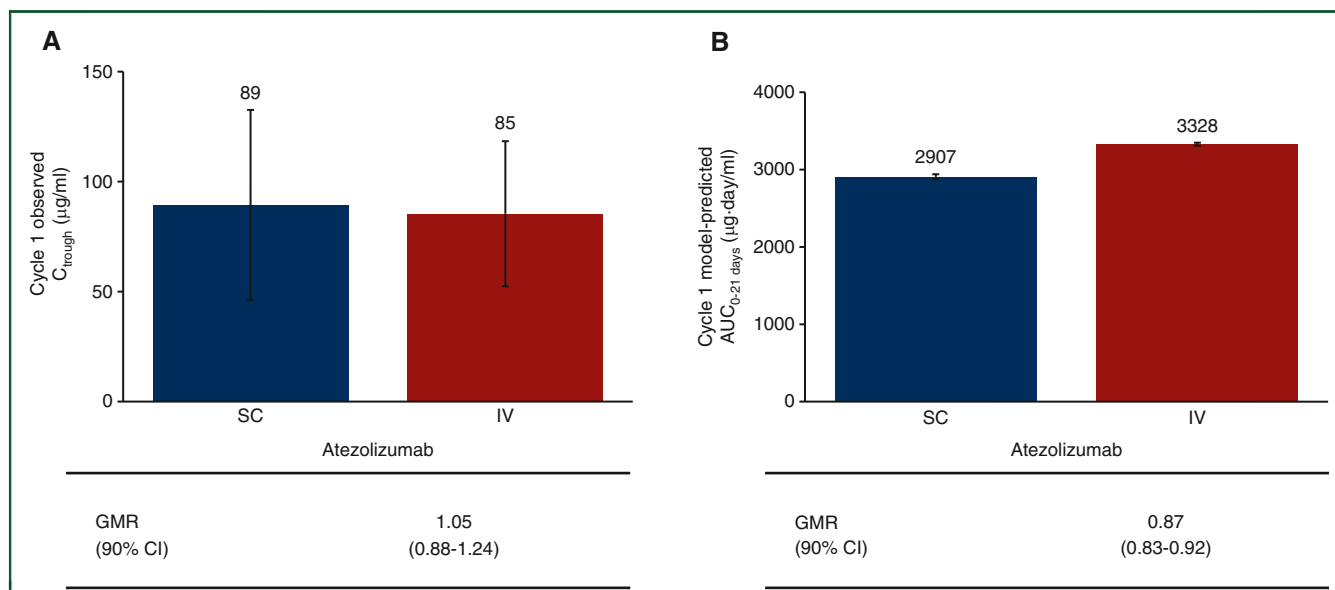 A
150
100
50
0
Cycle 1 observed
C_trough (μg/ml)
89
85
SC IV
Atezolizumab
GMR 1.05
(90% CI) (0.88-1.24)
B
4000
3000
2000
1000
0
Cycle 1 model-predicted
AUC_0-21 days (μg·day/ml)
2907
3328
SC IV
Atezolizumab
GMR 0.87
(90% CI) (0.83-0.92)